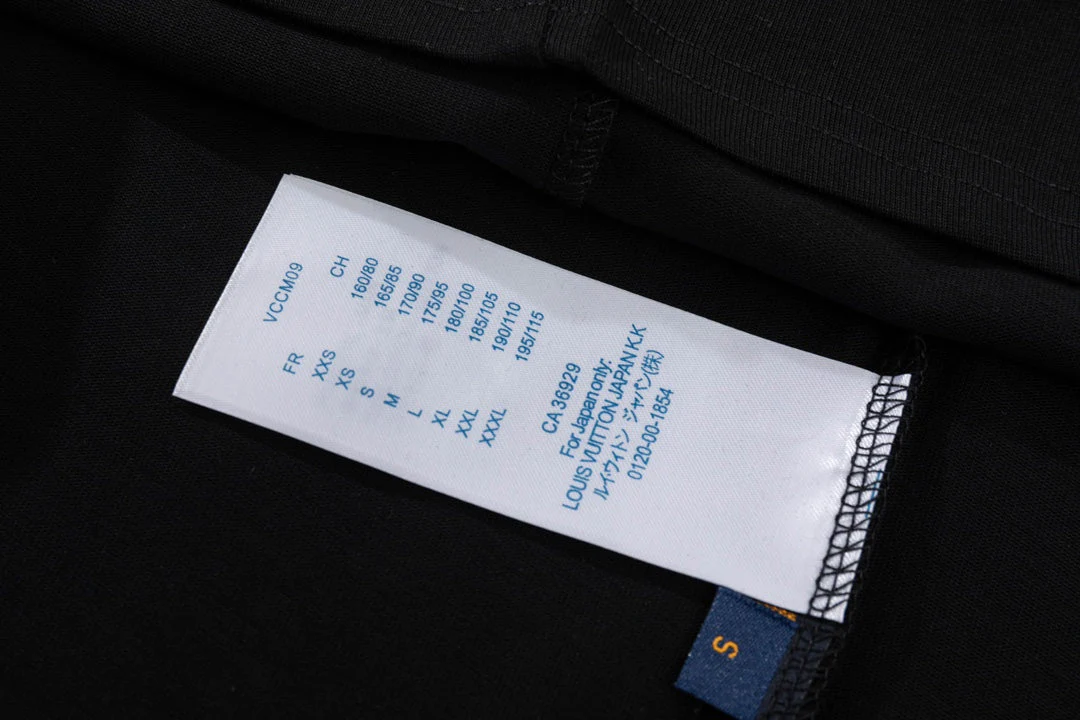 VCCM09
FR CH
XXS 160/80
XS 165/85
S 170/90
M 175/95
L 180/100
XL 185/105
XXL 190/110
XXXL 195/115
CA 36929
For Japan only:
LOUIS VUITTON JAPAN K.K
ルイ・ヴィトン ジャパン(株)
0120-00-1854
S